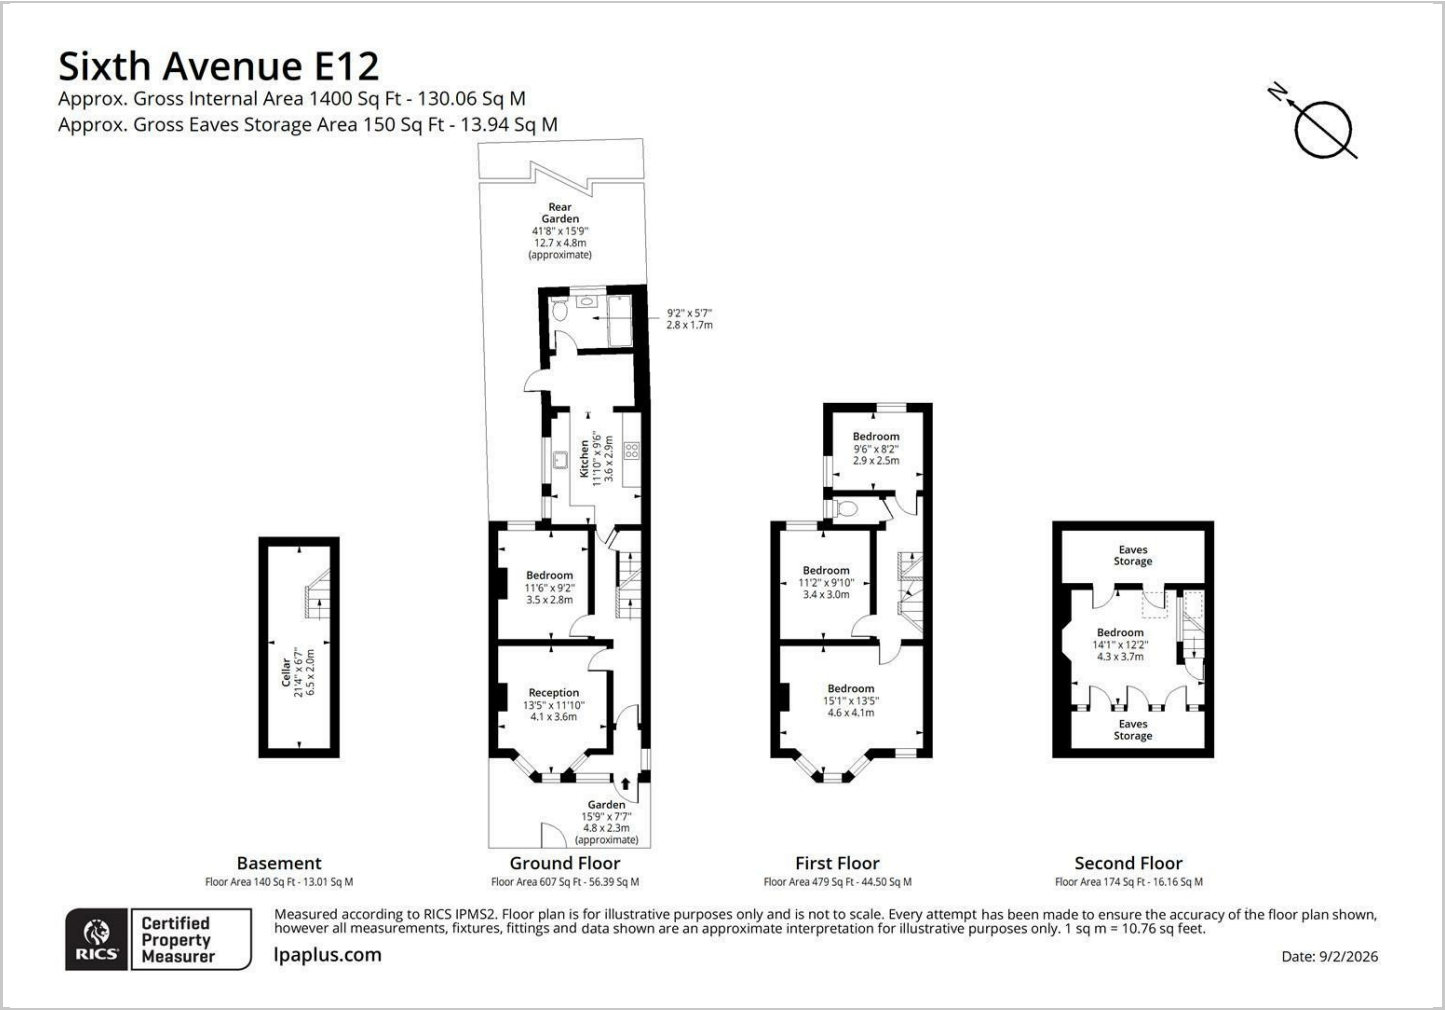 Sixth Avenue E12
Approx. Gross Internal Area 1400 Sq Ft - 130.06 Sq M
Approx. Gross Eaves Storage Area 150 Sq Ft - 13.94 Sq M
N
Rear
Garden
41'8" x 15'9"
12.7 x 4.8m
(approximate)
9'2" x 5'7"
2.8 x 1.7m
Kitchen
11'10" x 9'6"
3.6 x 2.9m
Bedroom
11'6" x 9'2"
3.5 x 2.8m
Reception
13'5" x 11'10"
4.1 x 3.6m
Garden
15'9" x 7'7"
4.8 x 2.3m
(approximate)
Cellar
21'4" x 6'7"
6.5 x 2.0m
Bedroom
9'6" x 8'2"
2.9 x 2.5m
Bedroom
11'2" x 9'10"
3.4 x 3.0m
Bedroom
15'1" x 13'5"
4.6 x 4.1m
Eaves
Storage
Bedroom
14'1" x 12'2"
4.3 x 3.7m
Eaves
Storage
Basement
Floor Area 140 Sq Ft - 13.01 Sq M
Ground Floor
Floor Area 607 Sq Ft - 56.39 Sq M
First Floor
Floor Area 479 Sq Ft - 44.50 Sq M
Second Floor
Floor Area 174 Sq Ft - 16.16 Sq M
RICS
Certified
Property
Measurer
Measured according to RICS IPMS2. Floor plan is for illustrative purposes only and is not to scale. Every attempt has been made to ensure the accuracy of the floor plan shown,
however all measurements, fixtures, fittings and data shown are an approximate interpretation for illustrative purposes only. 1 sq m = 10.76 sq feet.
lpaplus.com
Date: 9/2/2026